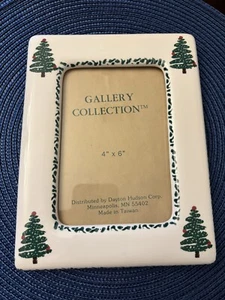 GALLERY
COLLECTION™
4" x 6"
Distributed by Dayton Hudson Corp.
Minneapolis, MN 55402
Made in Taiwan